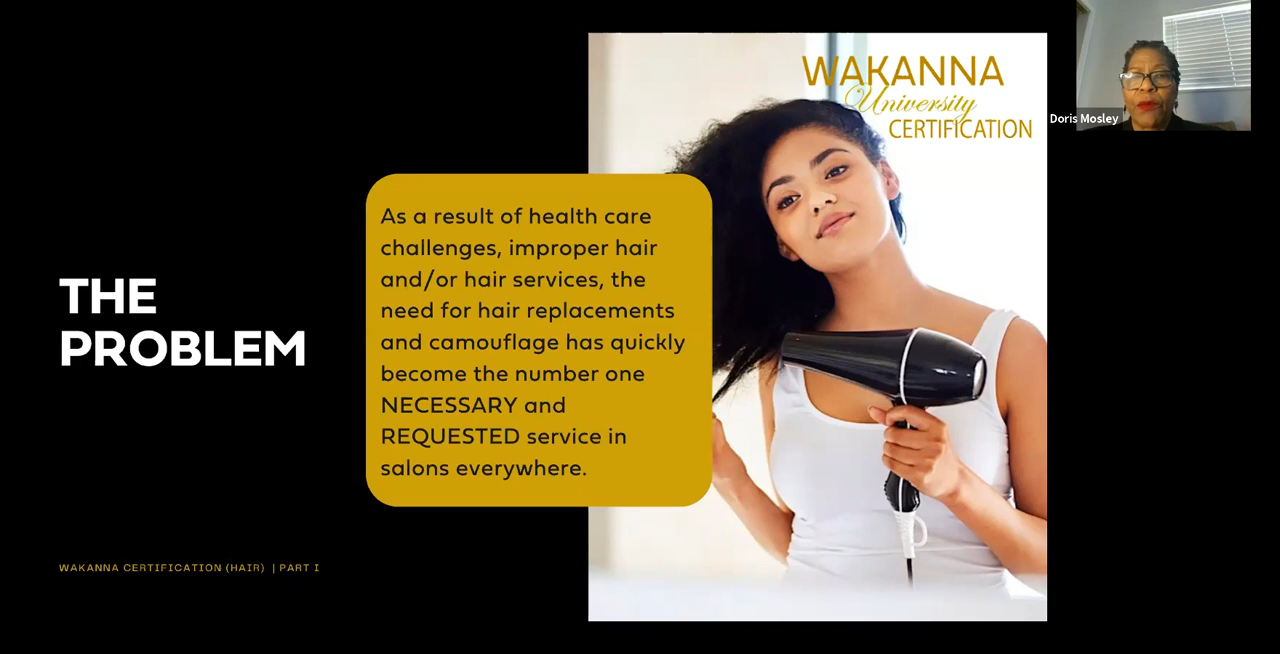 WAKANNA
University
CERTIFICATION
Doris Mosley
THE
PROBLEM
As a result of health care
challenges, improper hair
and/or hair services, the
need for hair replacements
and camouflage has quickly
become the number one
NECESSARY and
REQUESTED service in
salons everywhere.
WAKANNA CERTIFICATION (HAIR) | PART I